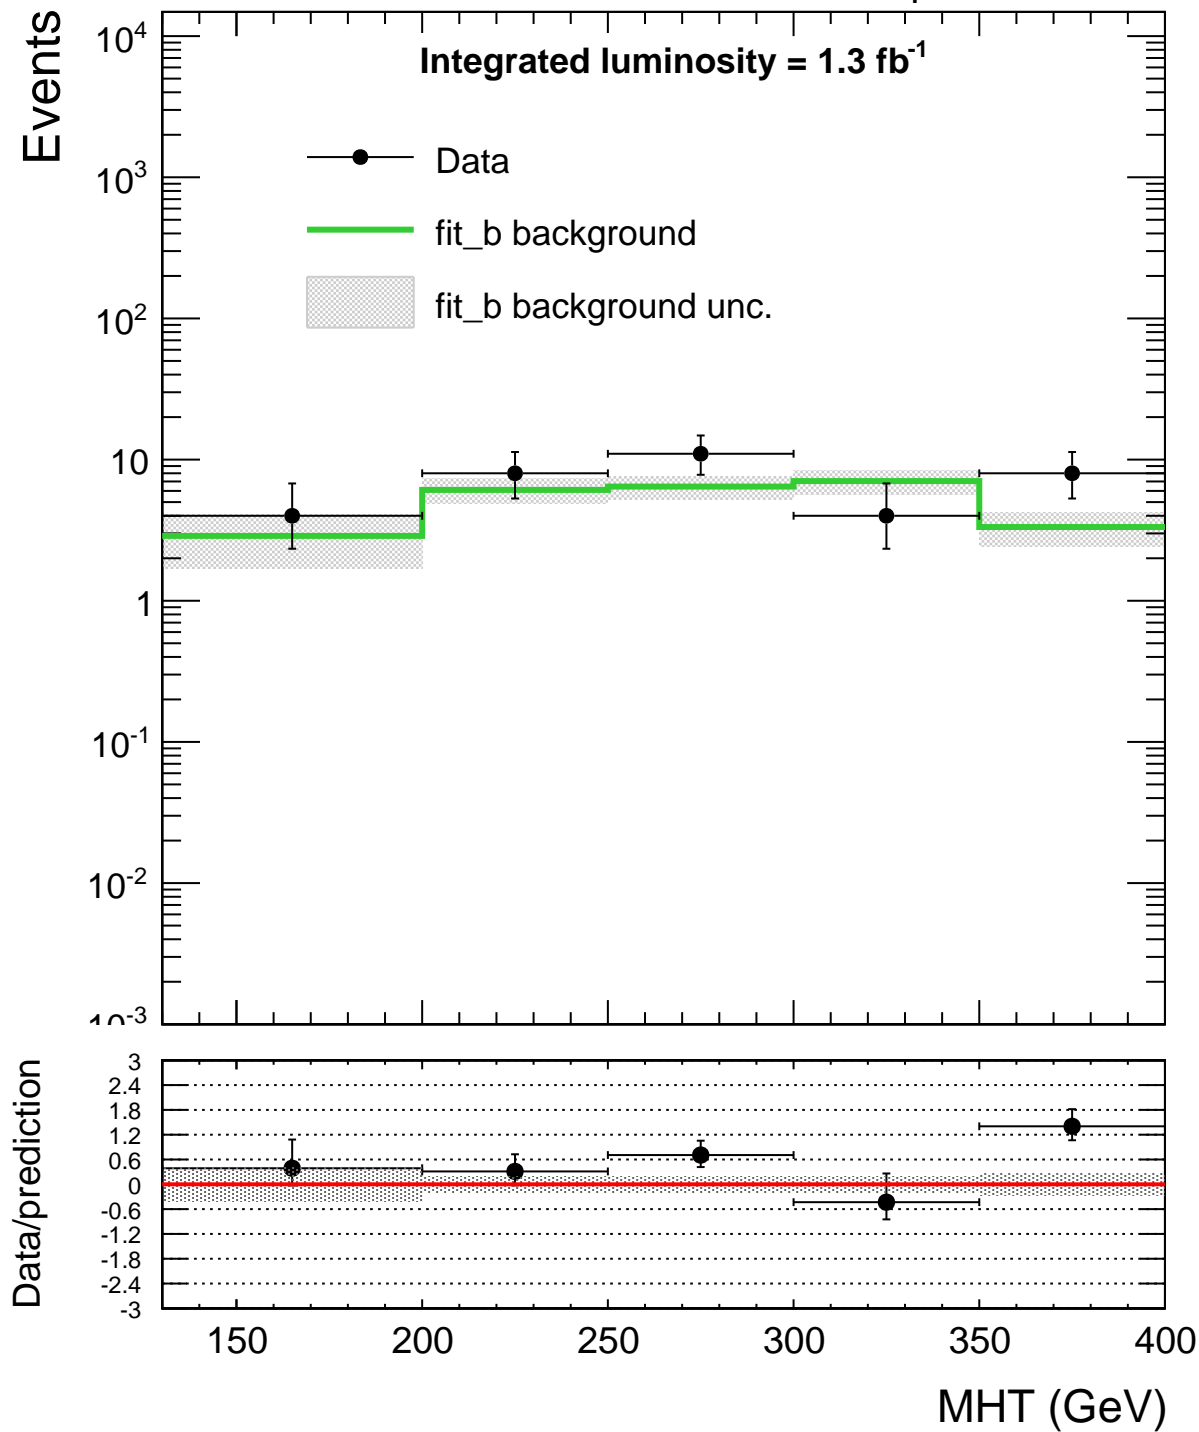 Events
10^4
Integrated luminosity = 1.3 fb^-1
Data
10^3
fit_b background
fit_b background unc.
10^2
10
1
10^-1
10^-2
10^-3
Data/prediction
3
2.4
1.8
1.2
0.6
0
-0.6
-1.2
-1.8
-2.4
-3
150 200 250 300 350 400
MHT (GeV)